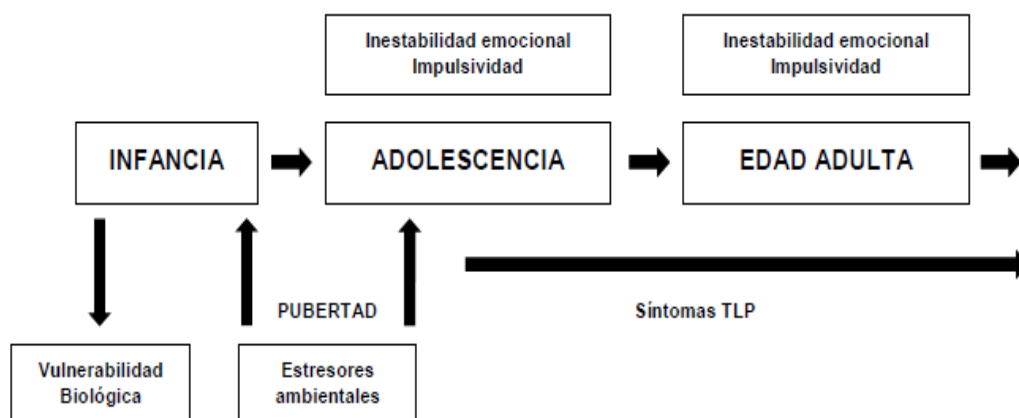 Inestabilidad emocional
Impulsividad
Inestabilidad emocional
Impulsividad
INFANCIA
ADOLESCENCIA
EDAD ADULTA
PUBERTAD
Síntomas TLP
Vulnerabilidad
Biológica
Estresores
ambientales